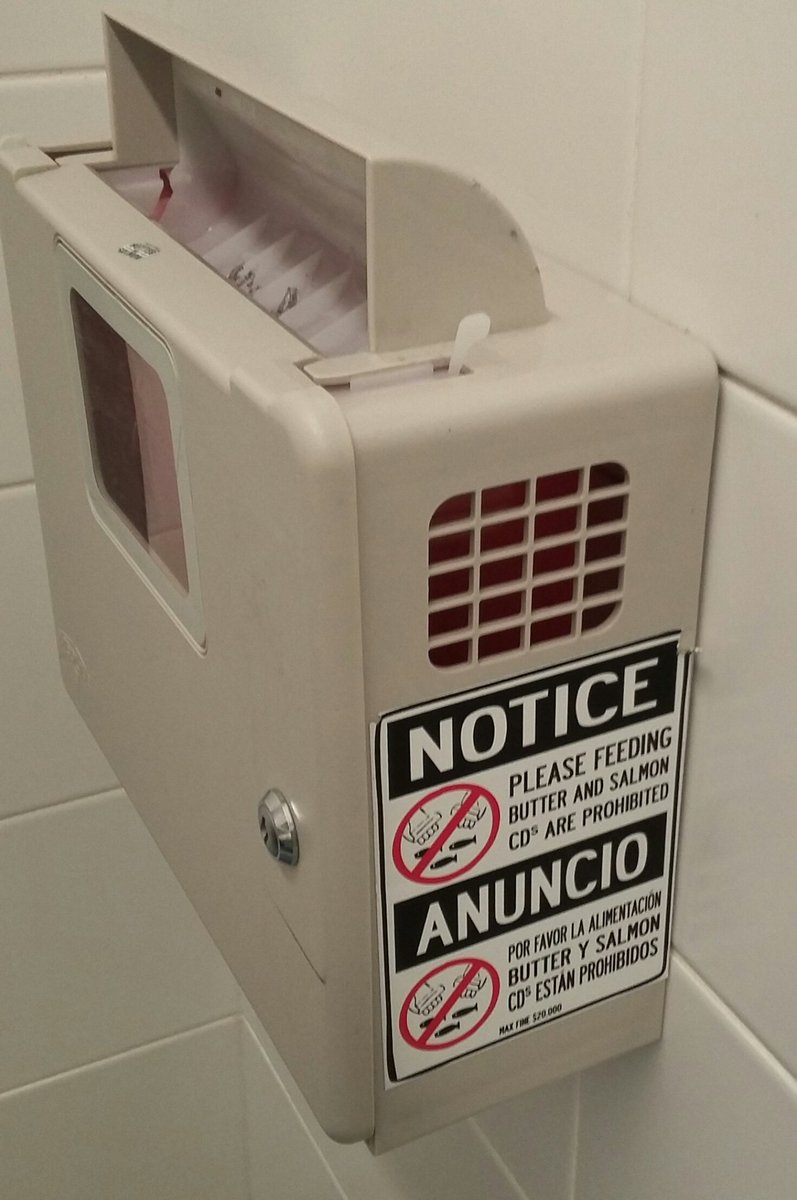 NOTICE
PLEASE FEEDING
BUTTER AND SALMON
CDS ARE PROHIBITED
ANUNCIO
POR FAVOR LA ALIMENTACIÓN
BUTTER Y SALMON
CDS ESTÁN PROHIBIDOS
MAX FINE $20,000